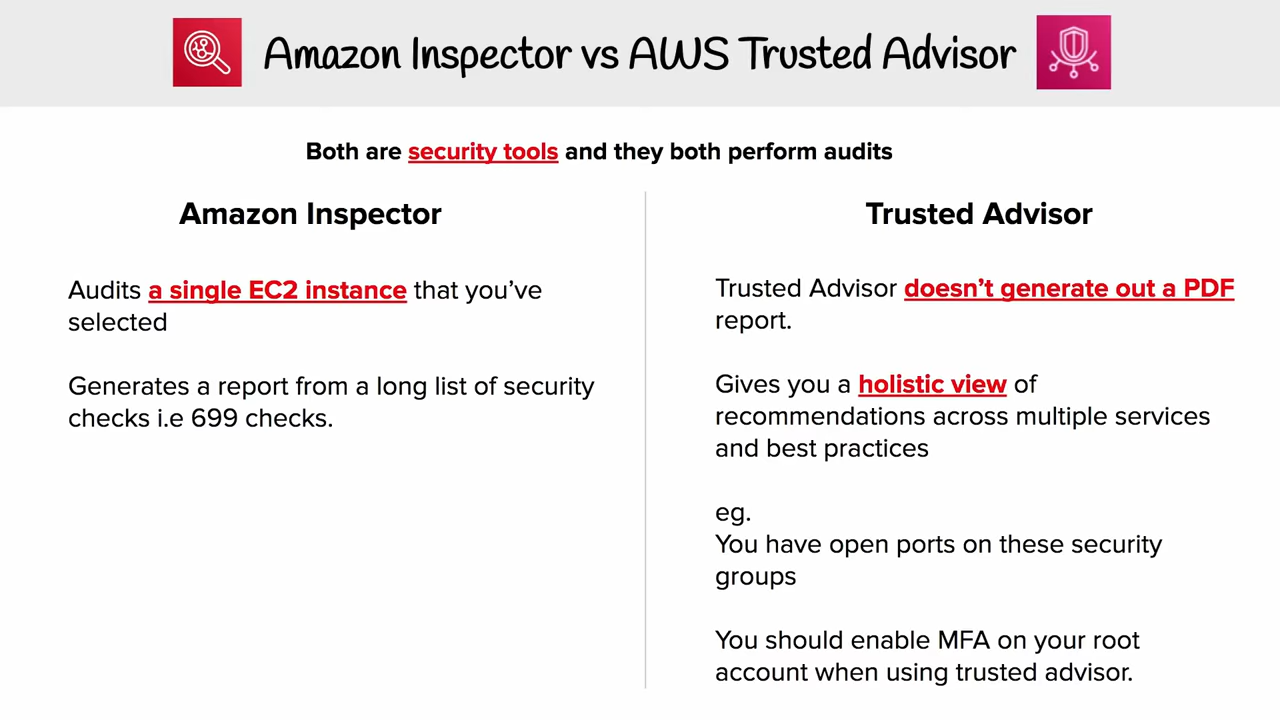 Amazon Inspector vs AWS Trusted Advisor
Both are security tools and they both perform audits
Amazon Inspector
Audits a single EC2 instance that you’ve
selected
Generates a report from a long list of security
checks i.e 699 checks.
Trusted Advisor
Trusted Advisor doesn’t generate out a PDF
report.
Gives you a holistic view of
recommendations across multiple services
and best practices
eg.
You have open ports on these security
groups
You should enable MFA on your root
account when using trusted advisor.